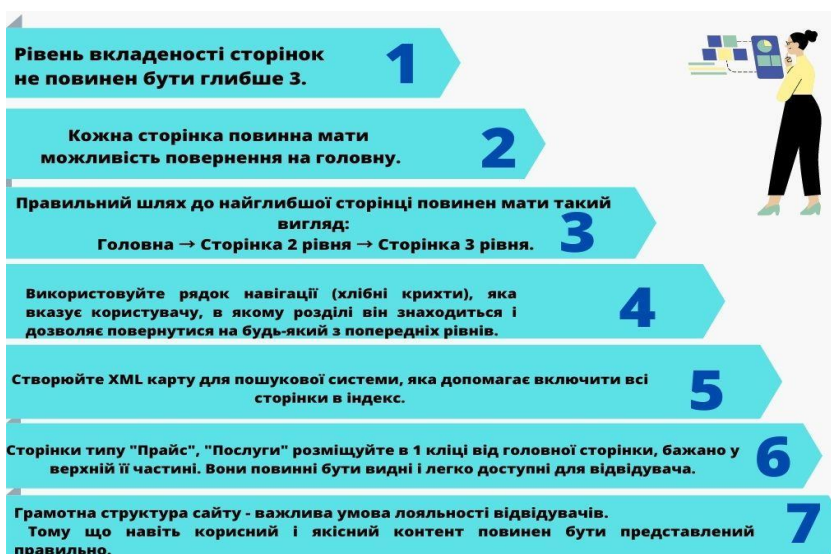 Рівень вкладеності сторінок
не повинен бути глибше 3.
1
Кожна сторінка повинна мати
можливість повернення на головну.
2
Правильний шлях до найглибшої сторінці повинен мати такий
вигляд:
Головна → Сторінка 2 рівня → Сторінка 3 рівня.
3
Використовуйте рядок навігації (хлібні крихти), яка
вказує користувачу, в якому розділі він знаходиться і
дозволяє повернутися на будь-який з попередніх рівнів.
4
Створюйте XML карту для пошукової системи, яка допомагає включити всі
сторінки в індекс.
5
Сторінки типу "Прайс", "Послуги" розміщуйте в 1 кліці від головної сторінки, бажано у
верхній її частині. Вони повинні бути видні і легко доступні для відвідувача.
6
Грамотна структура сайту - важлива умова лояльності відвідувачів.
Тому що навіть корисний і якісний контент повинен бути представлений
правильно.
7